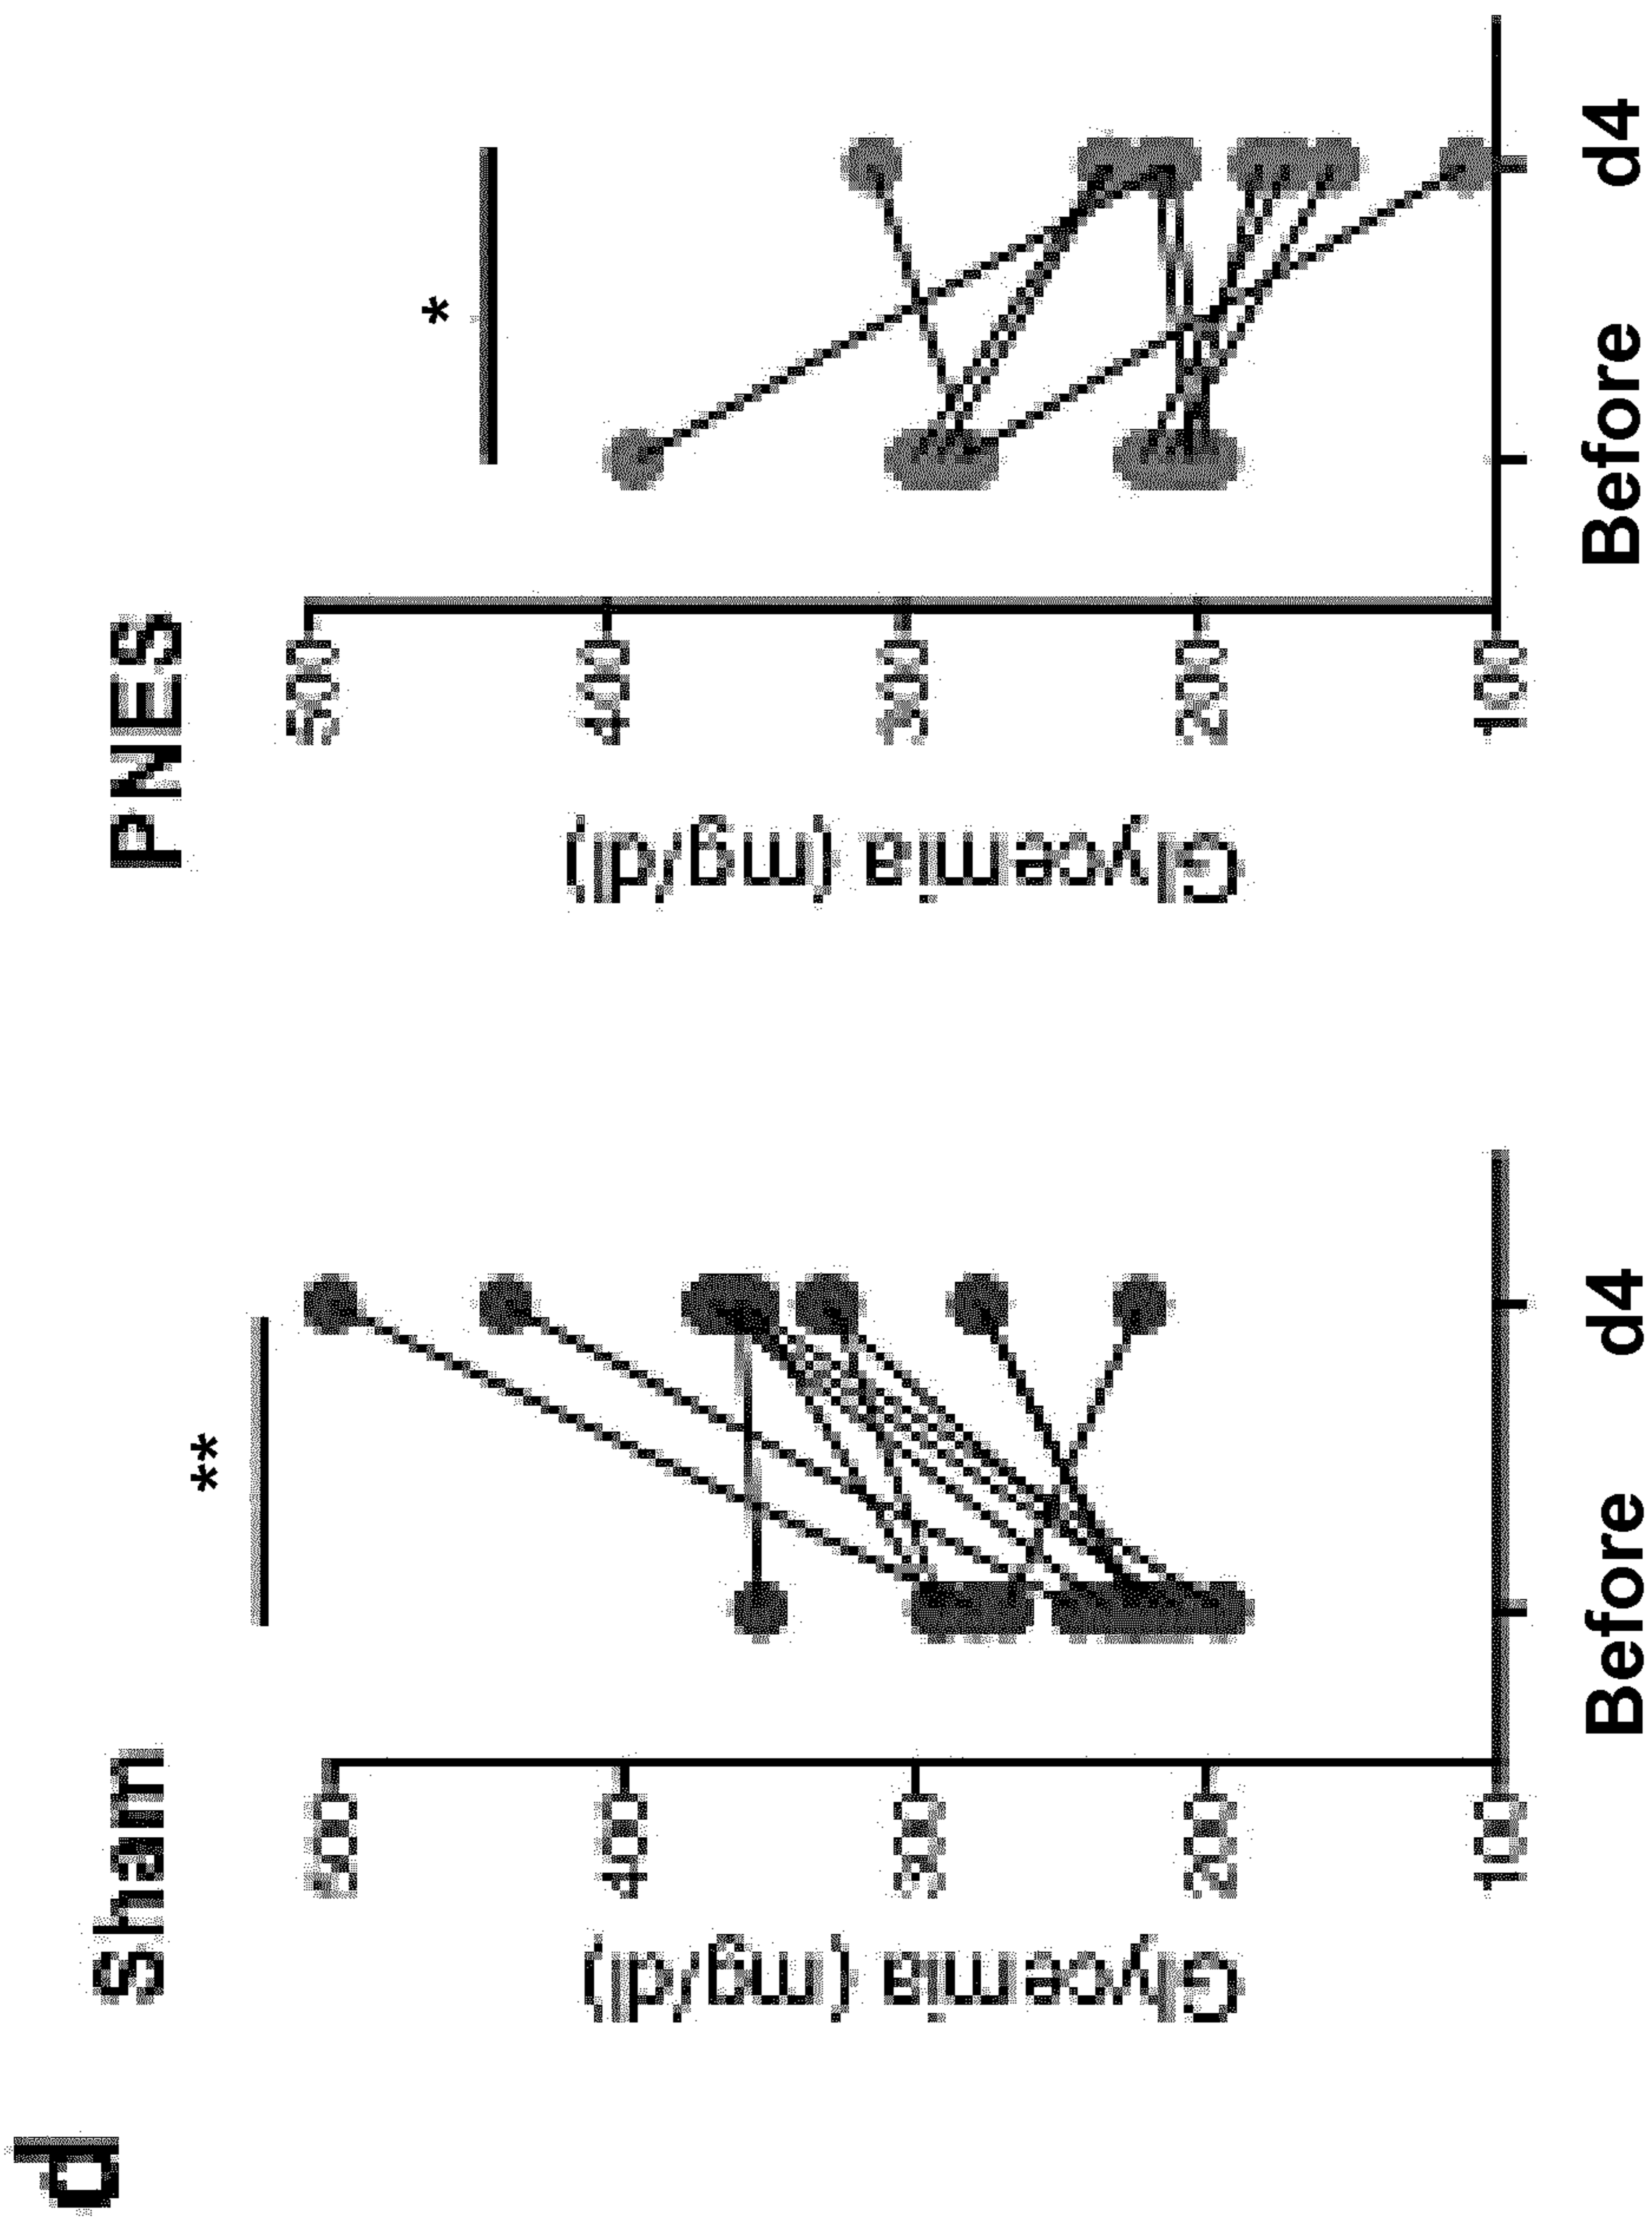 d
Sham
**
Glycemia (mg/dl)
500
400
300
200
100
Before d4
PNES
*
Glycemia (mg/dl)
500
400
300
200
100
Before d4